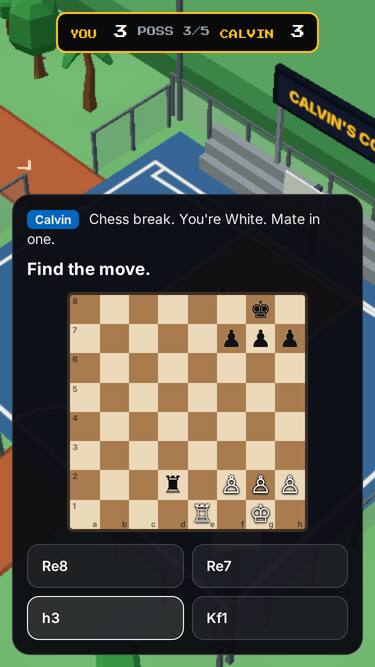 YOU 3 POSS 3/5 CALVIN 3
CALVIN'S CO
Calvin Chess break. You're White. Mate in
one.
Find the move.
8
7
6
5
4
3
2
1
a b c d e f g h
Re8 Re7
h3 Kf1